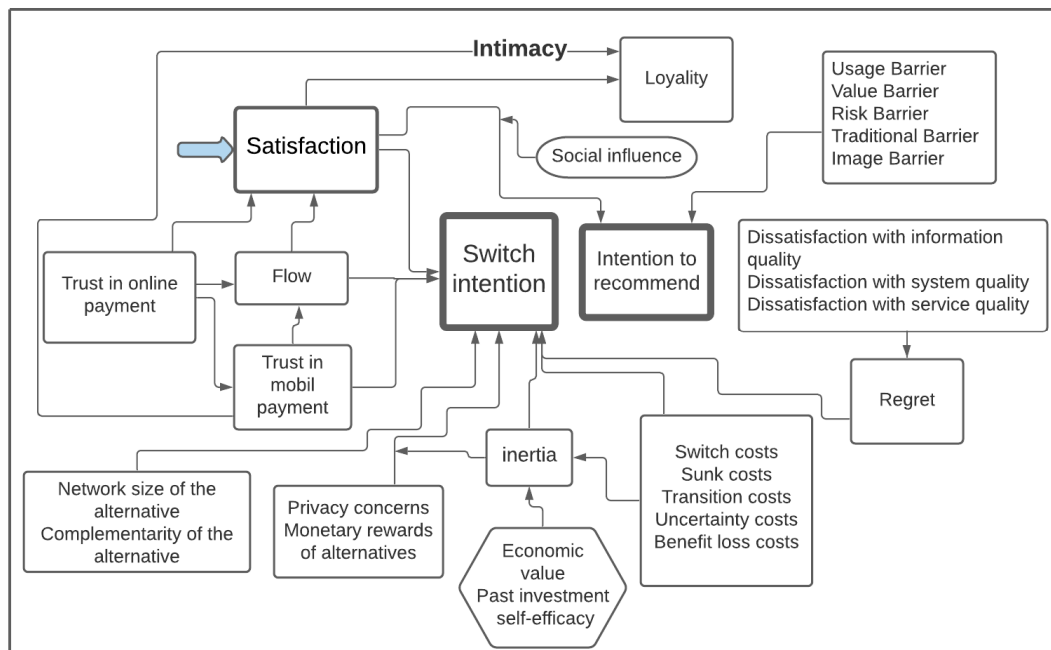 Intimacy
Loyality
Usage Barrier
Value Barrier
Risk Barrier
Traditional Barrier
Image Barrier
Satisfaction
Social influence
Switch
intention
Intention to
recommend
Dissatisfaction with information
quality
Dissatisfaction with system quality
Dissatisfaction with service quality
Trust in online
payment
Flow
Trust in
mobil
payment
Regret
inertia
Network size of the
alternative
Complementarity of the
alternative
Privacy concerns
Monetary rewards
of alternatives
Economic
value
Past investment
self-efficacy
Switch costs
Sunk costs
Transition costs
Uncertainty costs
Benefit loss costs